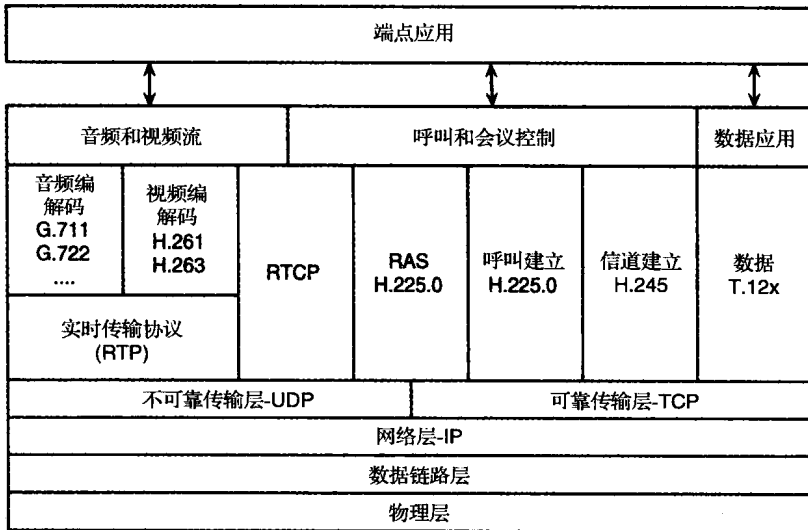 端点应用
音频和视频流
呼叫和会议控制
数据应用
音频编
解码
G.711
G.722
....
视频编
解码
H.261
H.263
RTCP
RAS
H.225.0
呼叫建立
H.225.0
信道建立
H.245
数据
T.12x
实时传输协议
(RTP)
不可靠传输层-UDP
可靠传输层-TCP
网络层-IP
数据链路层
物理层